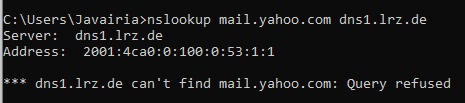 C:\Users\Javairia>nslookup mail.yahoo.com dns1.lrz.de
Server:  dns1.lrz.de
Address:  2001:4ca0:0:100:0:53:1:1

*** dns1.lrz.de can't find mail.yahoo.com: Query refused